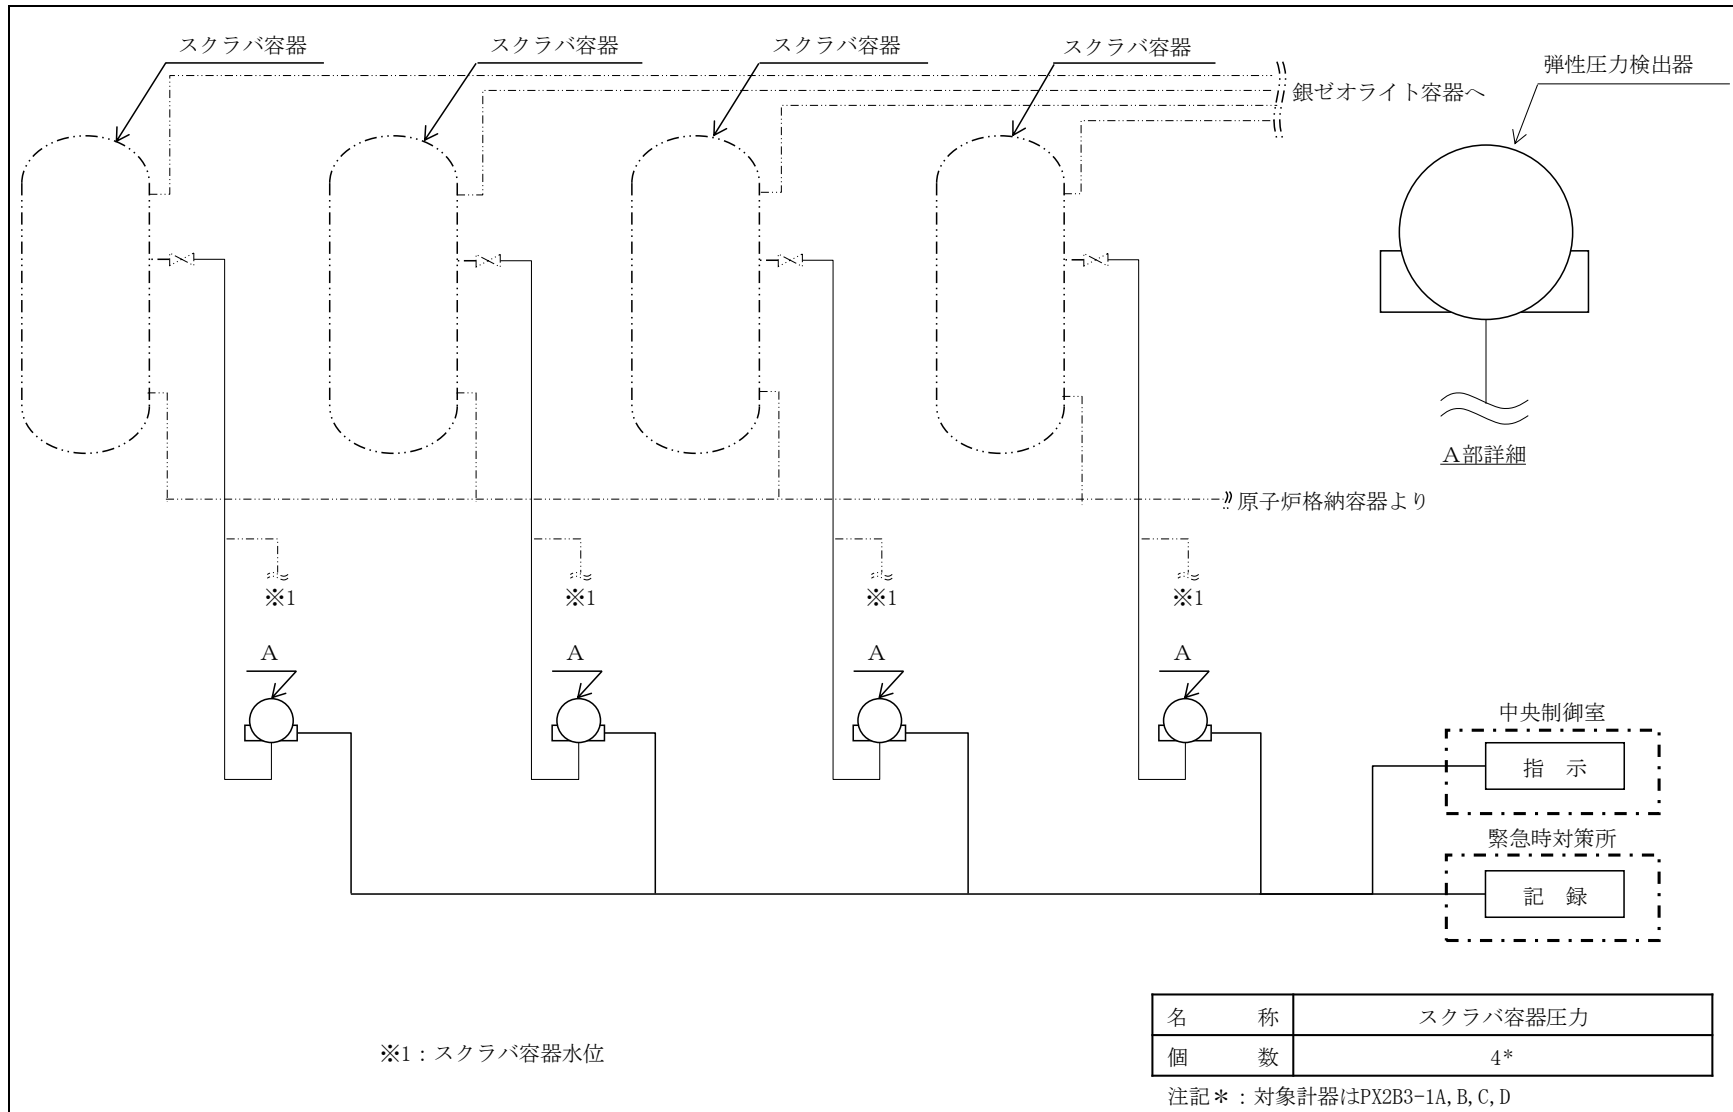 スクラバ容器
スクラバ容器
スクラバ容器
スクラバ容器
弾性圧力検出器
銀ゼオライト容器へ
A部詳細
原子炉格納容器より
※1
※1
※1
※1
A
A
A
A
中央制御室
指 示
緊急時対策所
記 録
名 称 スクラバ容器圧力
個 数 4*
※1:スクラバ容器水位
注記*:対象計器はPX2B3-1A,B,C,D